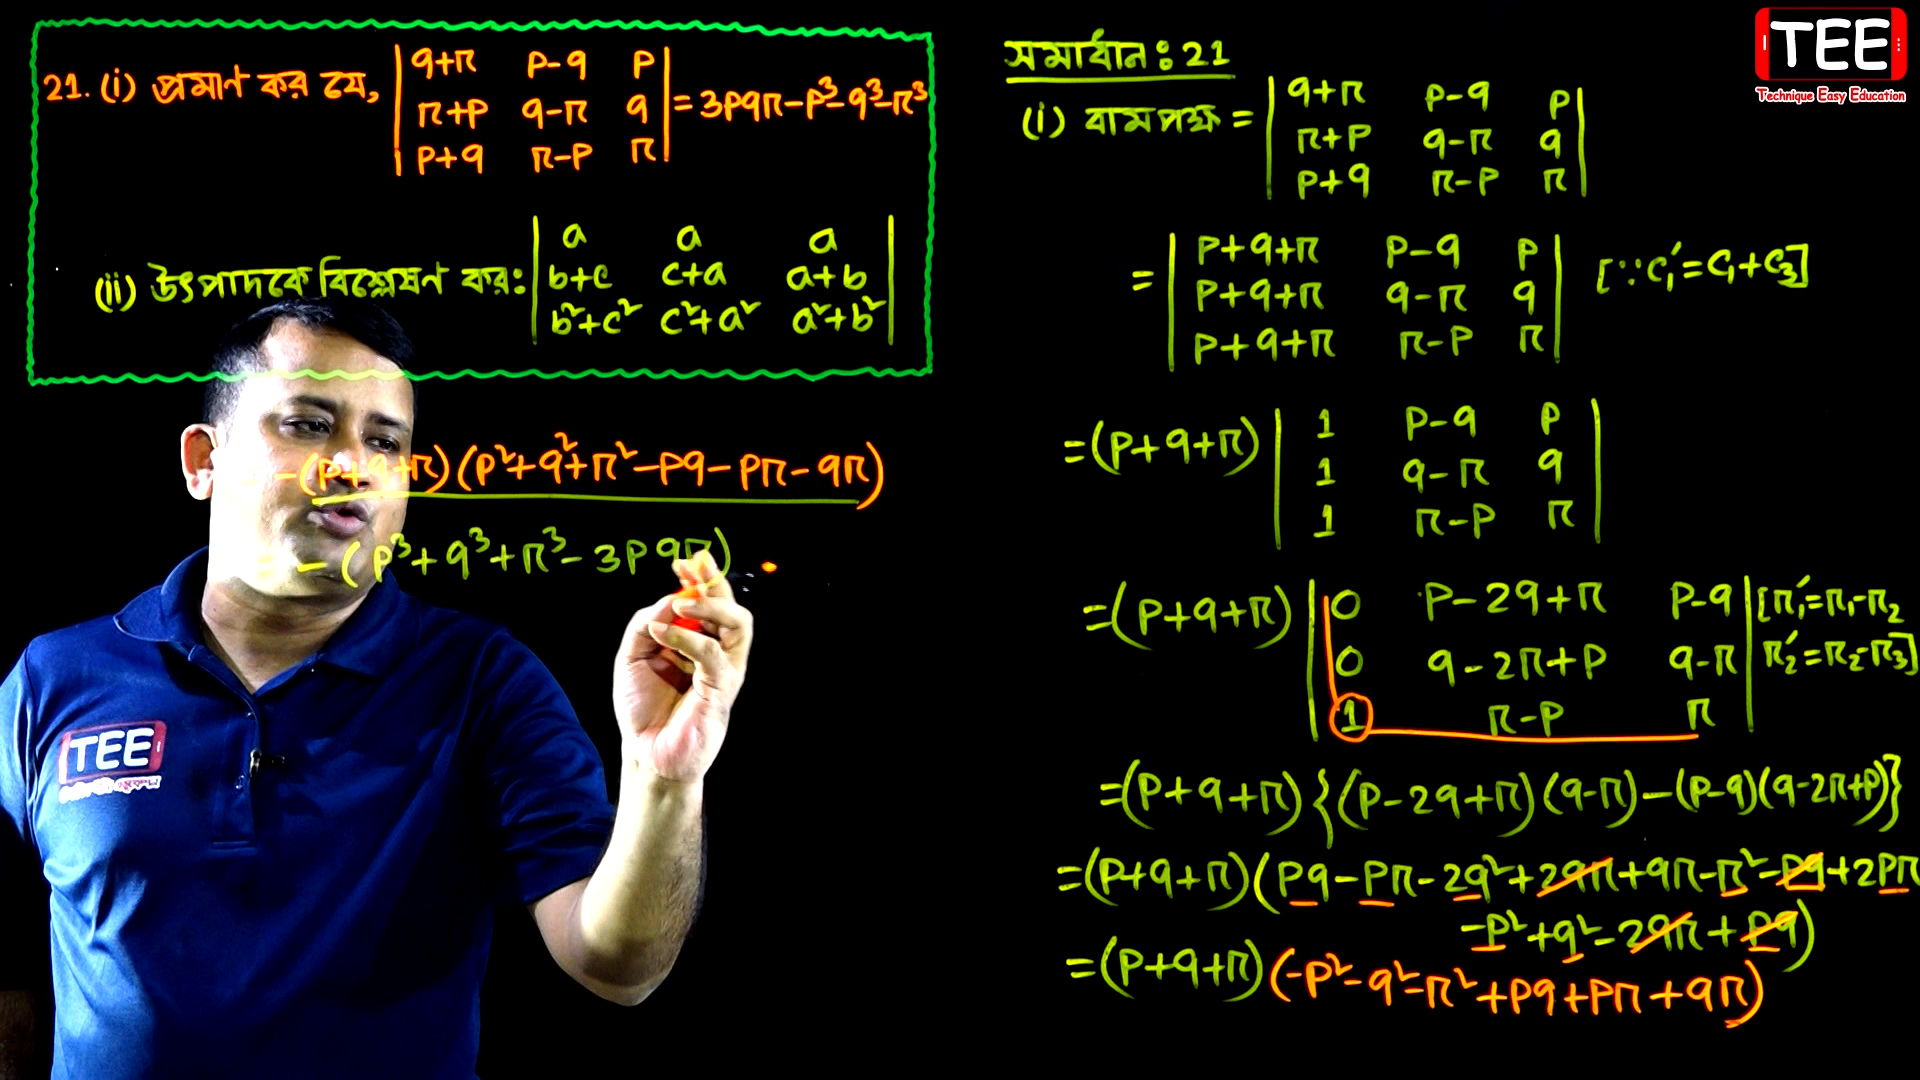 21. (i) প্রমাণ কর যে, | q+r p-q p | = 3pqr-p³-q³-r³
| r+p q-r q |
| p+q r-p r |
(ii) উৎপাদকে বিশ্লেষণ কর: | a a a |
| b+c c+a a+b |
| b²+c² c²+a² a²+b² |
-(p+q+r)(p²+q²+r²-pq-pr-qr)
= -(p³+q³+r³-3pqr)
TEE
সমাধান : 21
(i) বামপক্ষ = | q+r p-q p |
| r+p q-r q |
| p+q r-p r |
= | p+q+r p-q p | [∵c₁′=c₁+c₃]
| p+q+r q-r q |
| p+q+r r-p r |
=(p+q+r) | 1 p-q p |
| 1 q-r q |
| 1 r-p r |
=(p+q+r) | 0 p-2q+r p-q | [r₁′=r₁-r₂
| 0 q-2r+p q-r | r₂′=r₂-r₃]
| 1 r-p r |
=(p+q+r){(p-2q+r)(q-r)-(p-q)(q-2r+p)}
=(p+q+r)(pq-pr-2q²+2qr+qr-r²-pq+2pr
-p²+q²-2qr+pq)
=(p+q+r)(-p²-q²-r²+pq+pr+qr)
TEE
Technique Easy Education